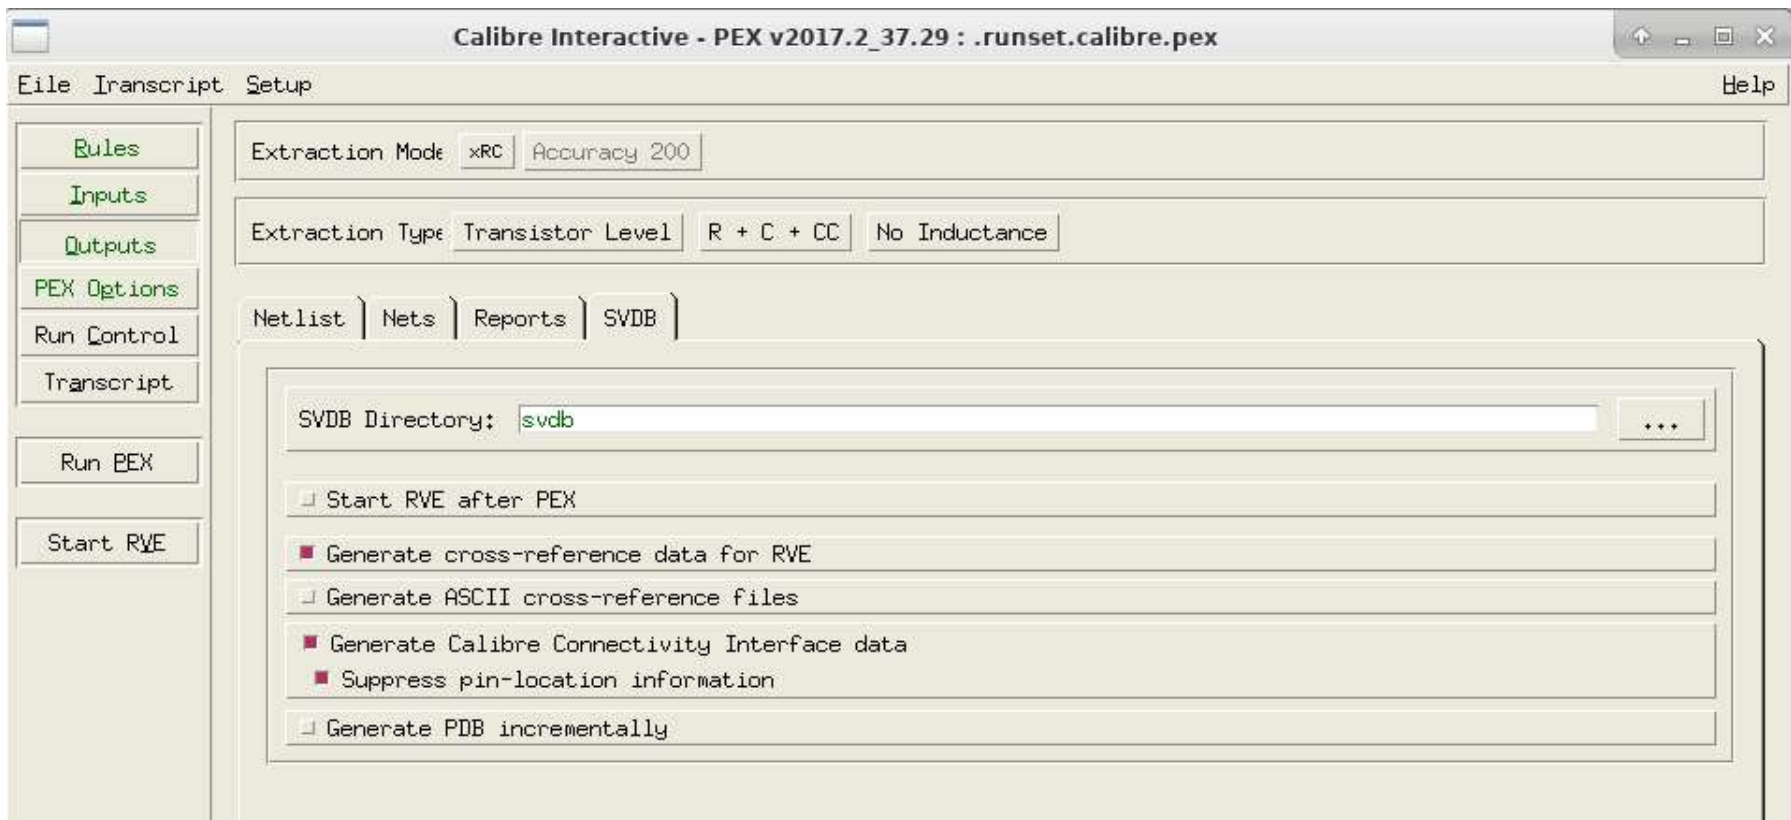 Calibre Interactive - PEX v2017.2_37.29 : .runset.calibre.pex
File Transcript Setup Help
Rules
Inputs
Outputs
PEX Options
Run Control
Transcript
Run PEX
Start RVE
Extraction Mode xRC Accuracy 200
Extraction Type Transistor Level R + C + CC No Inductance
Netlist Nets Reports SVDB
SVDB Directory: svdb ...
Start RVE after PEX
Generate cross-reference data for RVE
Generate ASCII cross-reference files
Generate Calibre Connectivity Interface data
Suppress pin-location information
Generate PDB incrementally